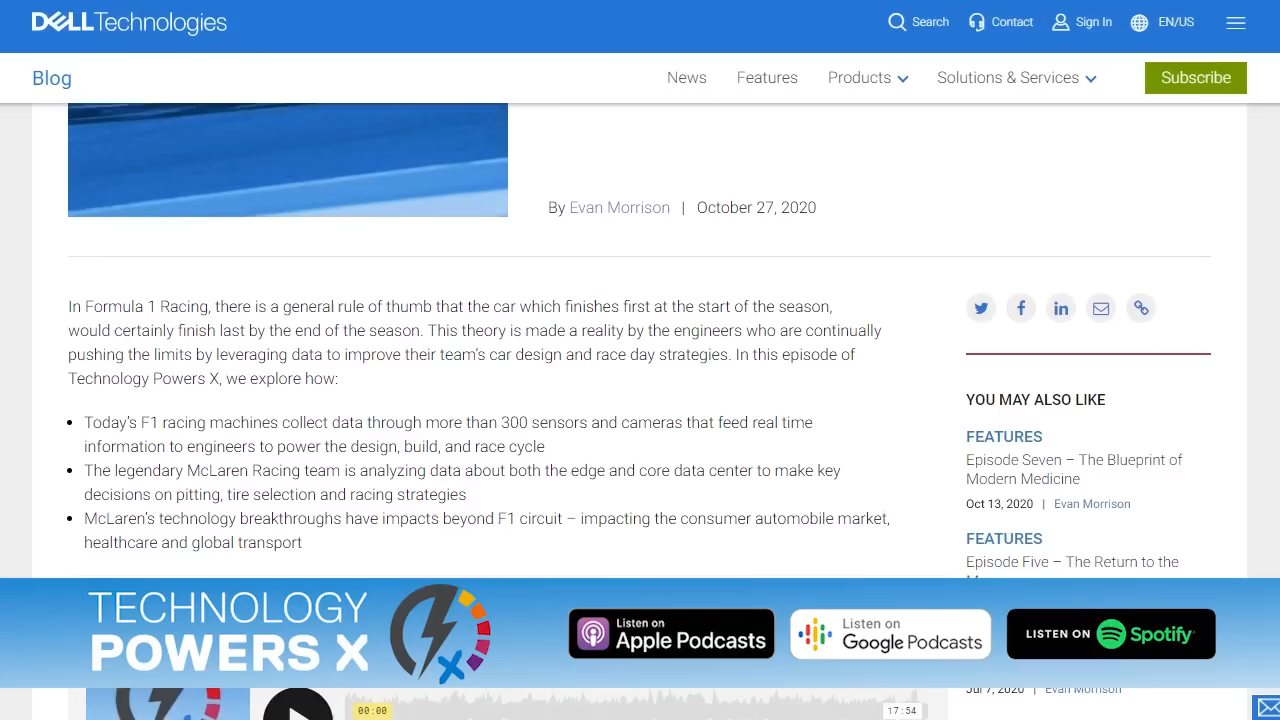 DELLTechnologies
Search
Contact
Sign In
EN/US
Blog
News
Features
Products
Solutions & Services
Subscribe
By Evan Morrison | October 27, 2020
In Formula 1 Racing, there is a general rule of thumb that the car which finishes first at the start of the season,
would certainly finish last by the end of the season. This theory is made a reality by the engineers who are continually
pushing the limits by leveraging data to improve their team's car design and race day strategies. In this episode of
Technology Powers X, we explore how:
Today's F1 racing machines collect data through more than 300 sensors and cameras that feed real time
information to engineers to power the design, build, and race cycle
The legendary McLaren Racing team is analyzing data about both the edge and core data center to make key
decisions on pitting, tire selection and racing strategies
McLaren's technology breakthroughs have impacts beyond F1 circuit – impacting the consumer automobile market,
healthcare and global transport
YOU MAY ALSO LIKE
FEATURES
Episode Seven – The Blueprint of
Modern Medicine
Oct 13, 2020 | Evan Morrison
FEATURES
Episode Five – The Return to the
TECHNOLOGY
POWERS X
Listen on
Apple Podcasts
Listen on
Google Podcasts
LISTEN ON Spotify
Jul 7, 2020 | Evan Morrison
00:00
17:54